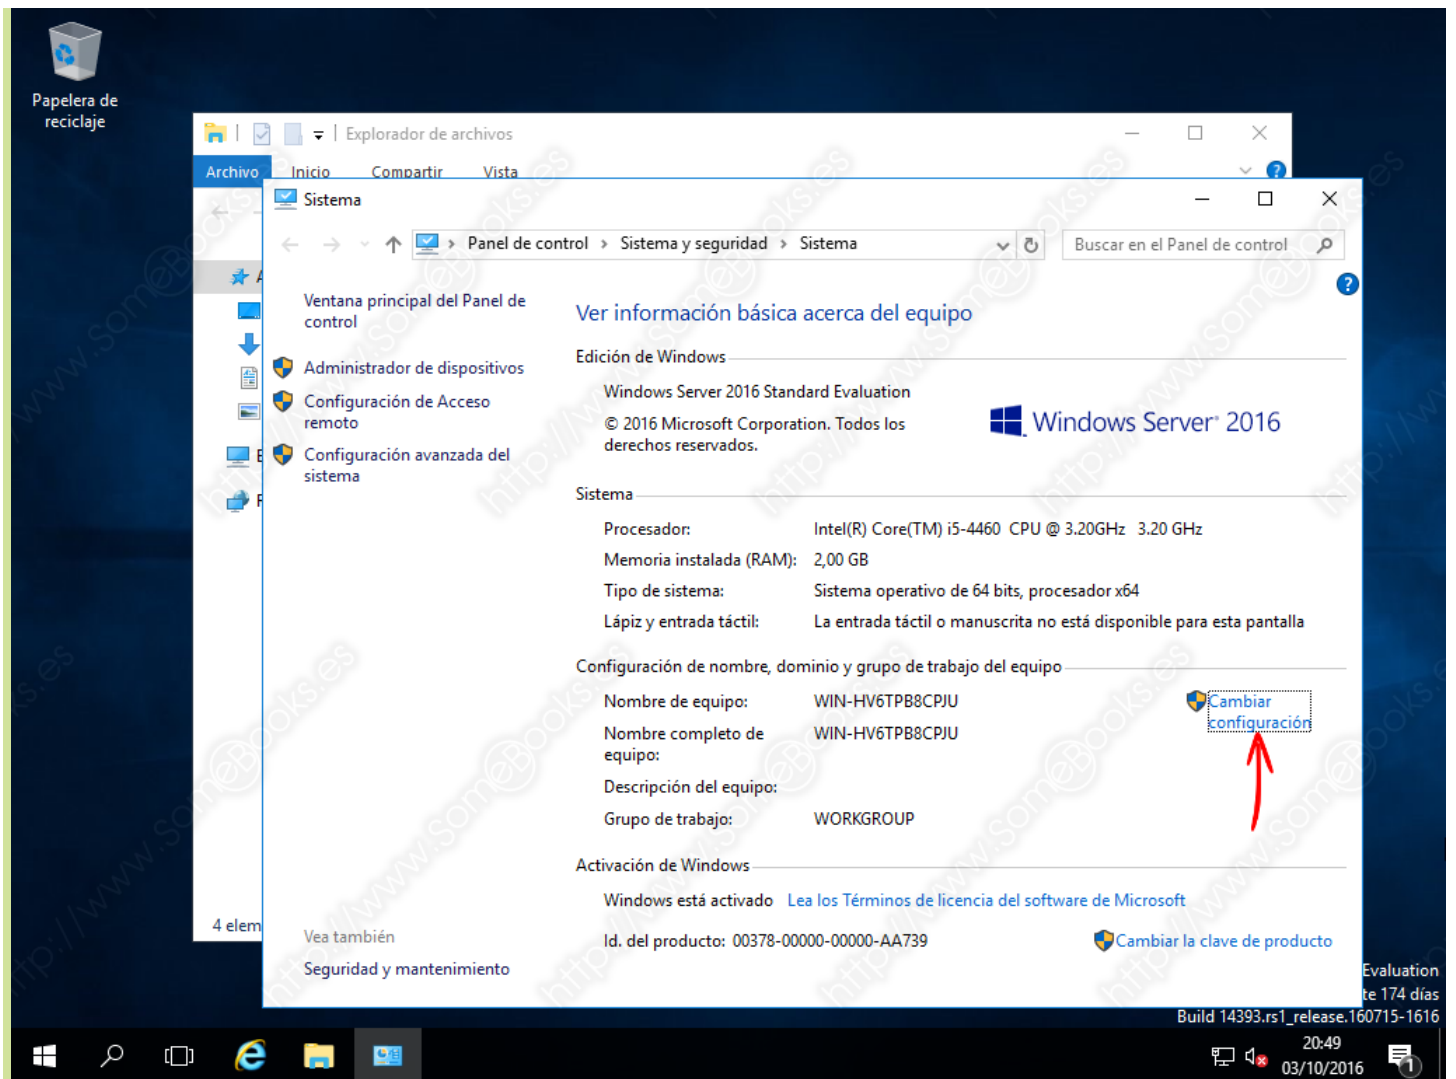 Papelera de
reciclaje
Explorador de archivos
Archivo
Inicio
Compartir
Vista
Sistema
Panel de control
Sistema y seguridad
Sistema
Buscar en el Panel de control
Ventana principal del Panel de
control
Administrador de dispositivos
Configuración de Acceso
remoto
Configuración avanzada del
sistema
Ver información básica acerca del equipo
Edición de Windows
Windows Server 2016 Standard Evaluation
© 2016 Microsoft Corporation. Todos los
derechos reservados.
Windows Server® 2016
Sistema
Procesador: Intel(R) Core(TM) i5-4460 CPU @ 3.20GHz 3.20 GHz
Memoria instalada (RAM): 2,00 GB
Tipo de sistema: Sistema operativo de 64 bits, procesador x64
Lápiz y entrada táctil: La entrada táctil o manuscrita no está disponible para esta pantalla
Configuración de nombre, dominio y grupo de trabajo del equipo
Nombre de equipo: WIN-HV6TPB8CPJU
Cambiar
configuración
Nombre completo de
equipo:
WIN-HV6TPB8CPJU
Descripción del equipo:
Grupo de trabajo: WORKGROUP
Activación de Windows
Windows está activado Lea los Términos de licencia del software de Microsoft
Id. del producto: 00378-00000-00000-AA739
Cambiar la clave de producto
4 elem
Vea también
Seguridad y mantenimiento
Evaluation
te 174 días
Build 14393.rs1_release.160715-1616
20:49
03/10/2016
1
http://www.SomeBooks.es